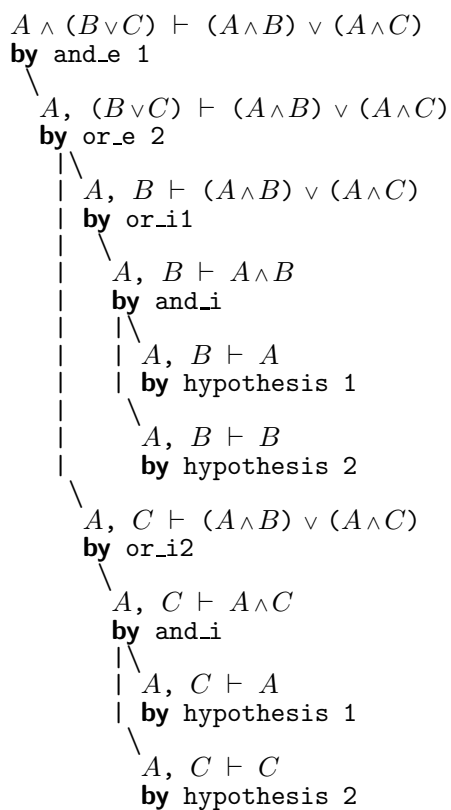 A ∧ (B ∨ C) ⊢ (A ∧ B) ∨ (A ∧ C)
by and_e 1
A, (B ∨ C) ⊢ (A ∧ B) ∨ (A ∧ C)
by or_e 2
A, B ⊢ (A ∧ B) ∨ (A ∧ C)
by or_i1
A, B ⊢ A ∧ B
by and_i
A, B ⊢ A
by hypothesis 1
A, B ⊢ B
by hypothesis 2
A, C ⊢ (A ∧ B) ∨ (A ∧ C)
by or_i2
A, C ⊢ A ∧ C
by and_i
A, C ⊢ A
by hypothesis 1
A, C ⊢ C
by hypothesis 2